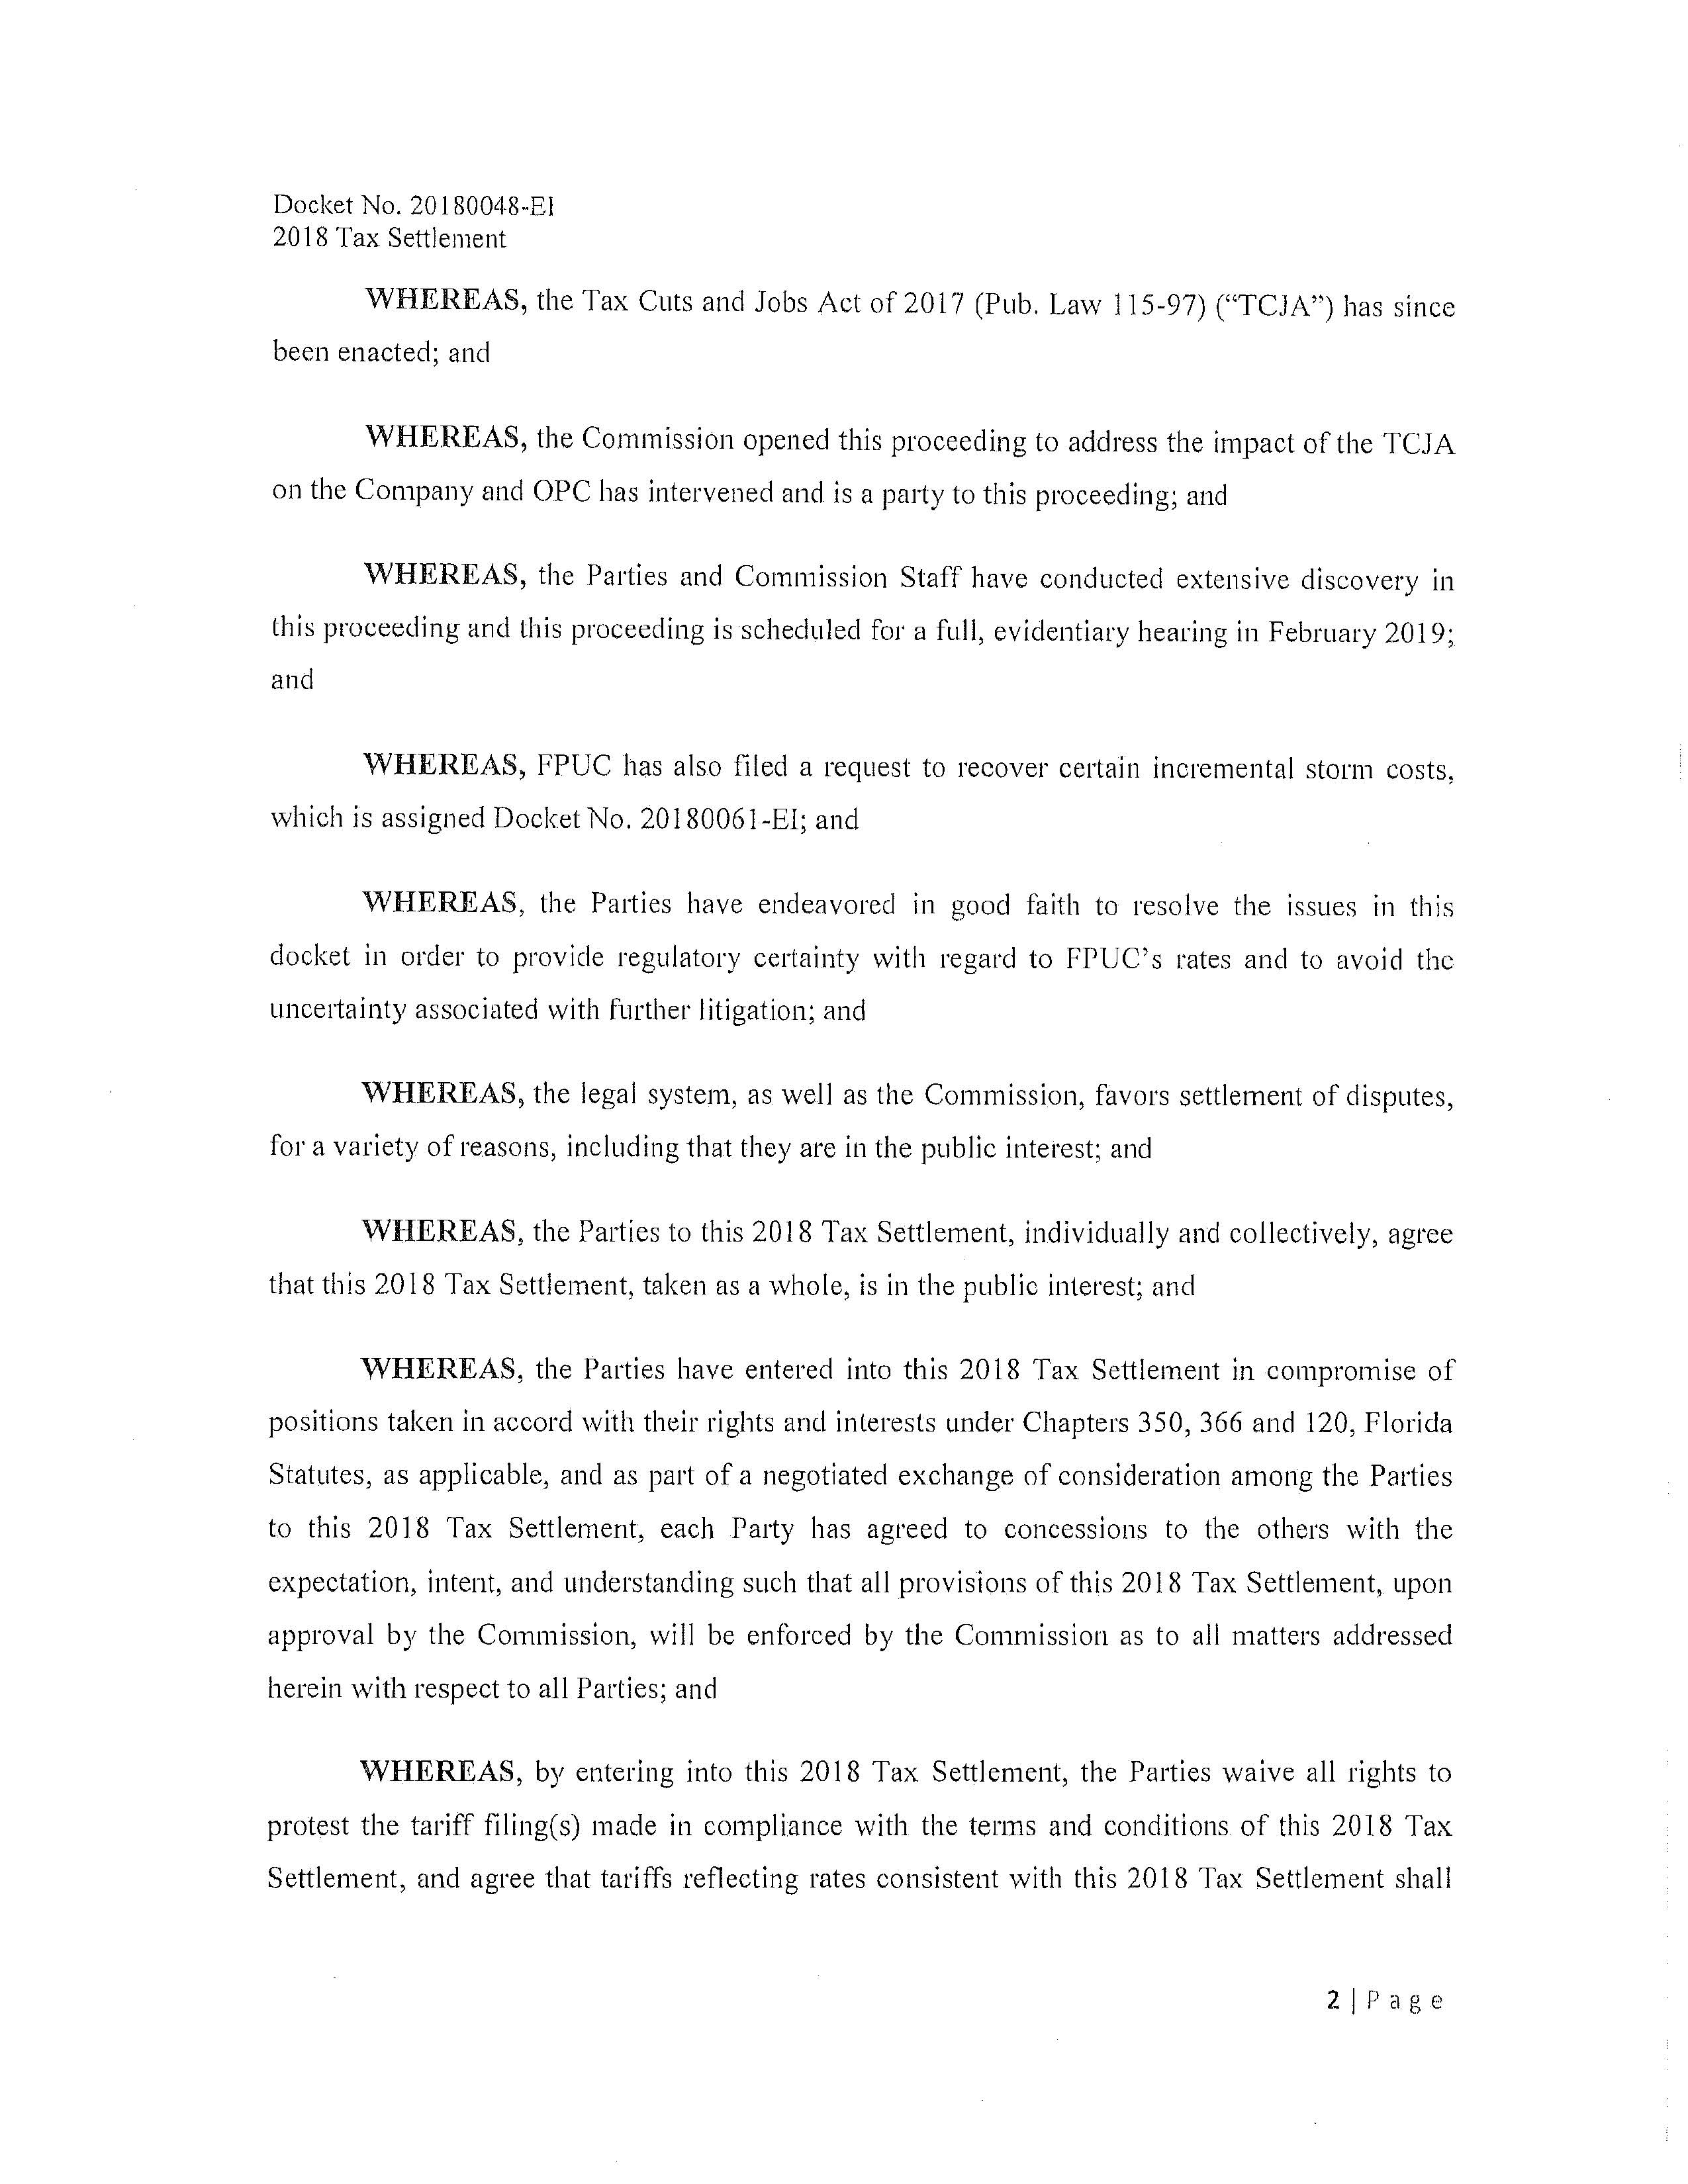 Docket No. 20180048-EI
2018 Tax Settlement
WHEREAS, the Tax Cuts and Jobs Act of 2017 (Pub. Law 115-97) (“TCJA”) has since
been enacted; and
WHEREAS, the Commission opened this proceeding to address the impact of the TCJA
on the Company and OPC has intervened and is a party to this proceeding; and
WHEREAS, the Parties and Commission Staff have conducted extensive discovery in
this proceeding and this proceeding is scheduled for a full, evidentiary hearing in February 2019;
and
WHEREAS, FPUC has also filed a request to recover certain incremental storm costs,
which is assigned Docket No. 20180061-EI; and
WHEREAS, the Parties have endeavored in good faith to resolve the issues in this
docket in order to provide regulatory certainty with regard to FPUC’s rates and to avoid the
uncertainty associated with further litigation; and
WHEREAS, the legal system, as well as the Commission, favors settlement of disputes,
for a variety of reasons, including that they are in the public interest; and
WHEREAS, the Parties to this 2018 Tax Settlement, individually and collectively, agree
that this 2018 Tax Settlement, taken as a whole, is in the public interest; and
WHEREAS, the Parties have entered into this 2018 Tax Settlement in compromise of
positions taken in accord with their rights and interests under Chapters 350, 366 and 120, Florida
Statutes, as applicable, and as part of a negotiated exchange of consideration among the Parties
to this 2018 Tax Settlement, each Party has agreed to concessions to the others with the
expectation, intent, and understanding such that all provisions of this 2018 Tax Settlement, upon
approval by the Commission, will be enforced by the Commission as to all matters addressed
herein with respect to all Parties; and
WHEREAS, by entering into this 2018 Tax Settlement, the Parties waive all rights to
protest the tariff filing(s) made in compliance with the terms and conditions of this 2018 Tax
Settlement, and agree that tariffs reflecting rates consistent with this 2018 Tax Settlement shall
2 | P a g e